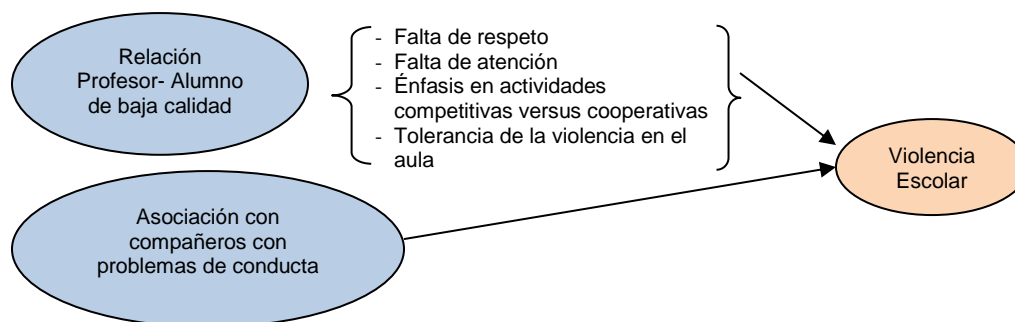 Relación
Profesor- Alumno
de baja calidad
- Falta de respeto
- Falta de atención
- Énfasis en actividades
competitivas versus cooperativas
- Tolerancia de la violencia en el
aula
Violencia
Escolar
Asociación con
compañeros con
problemas de conducta